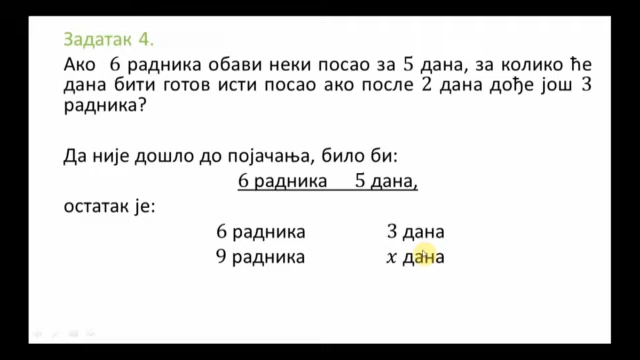 Задатак 4.
Ако 6 радника обави неки посао за 5 дана, за колико ће
дана бити готов исти посао ако после 2 дана дође још 3
радника?
Да није дошло до појачања, било би:
6 радника 5 дана,
остатак је:
6 радника 3 дана
9 радника x дана